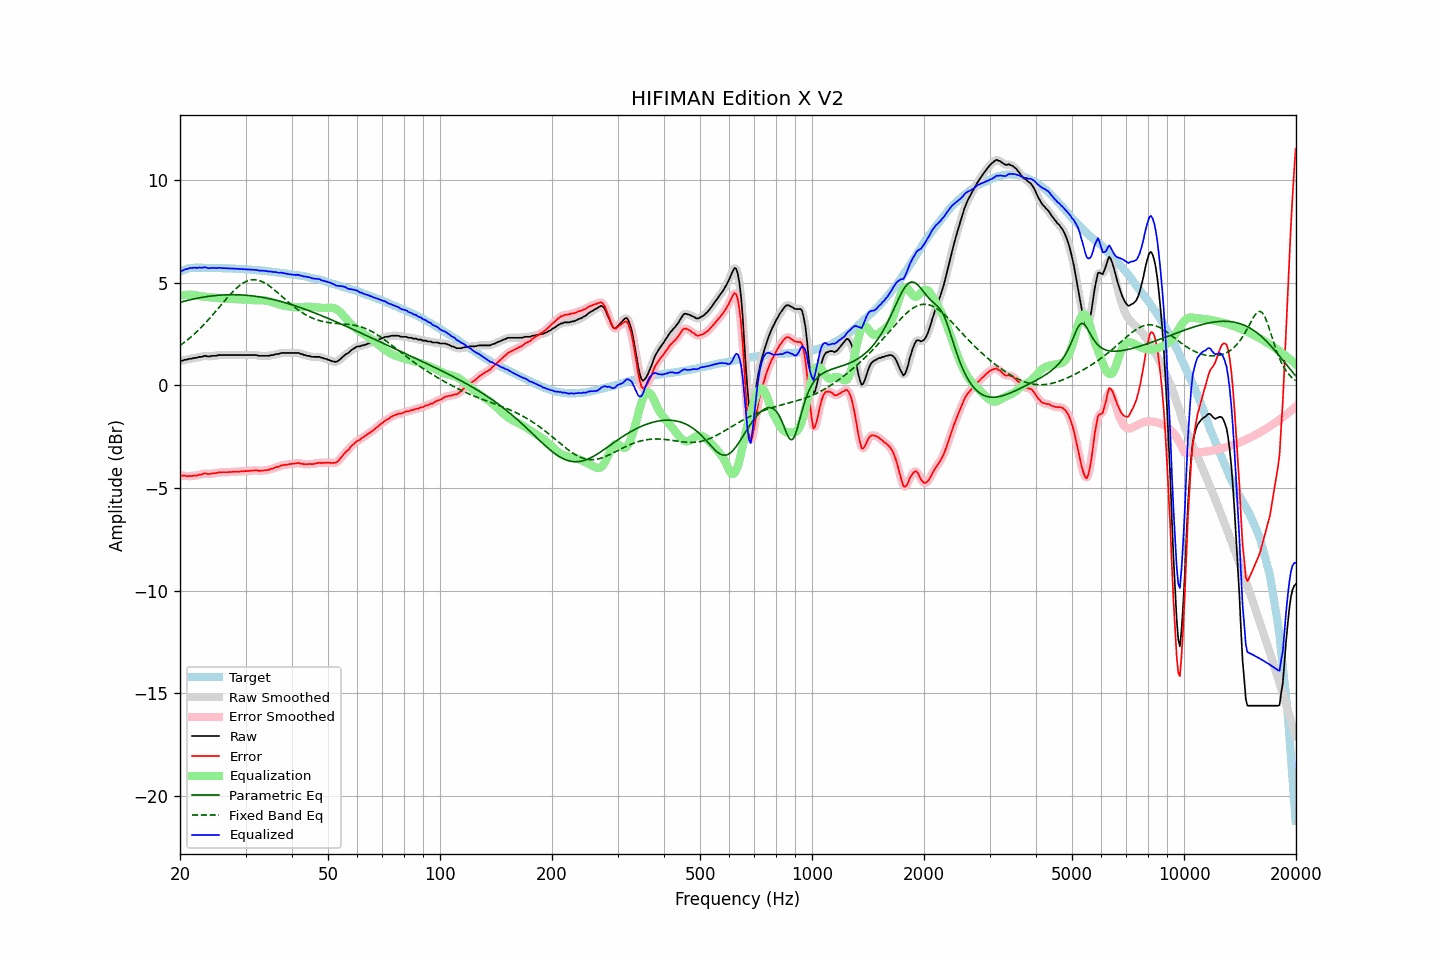 HIFIMAN Edition X V2
Amplitude (dBr)
10
5
0
−5
−10
−15
−20
Target
Raw Smoothed
Error Smoothed
Raw
Error
Equalization
Parametric Eq
Fixed Band Eq
Equalized
20 50 100 200 500 1000 2000 5000 10000 20000
Frequency (Hz)